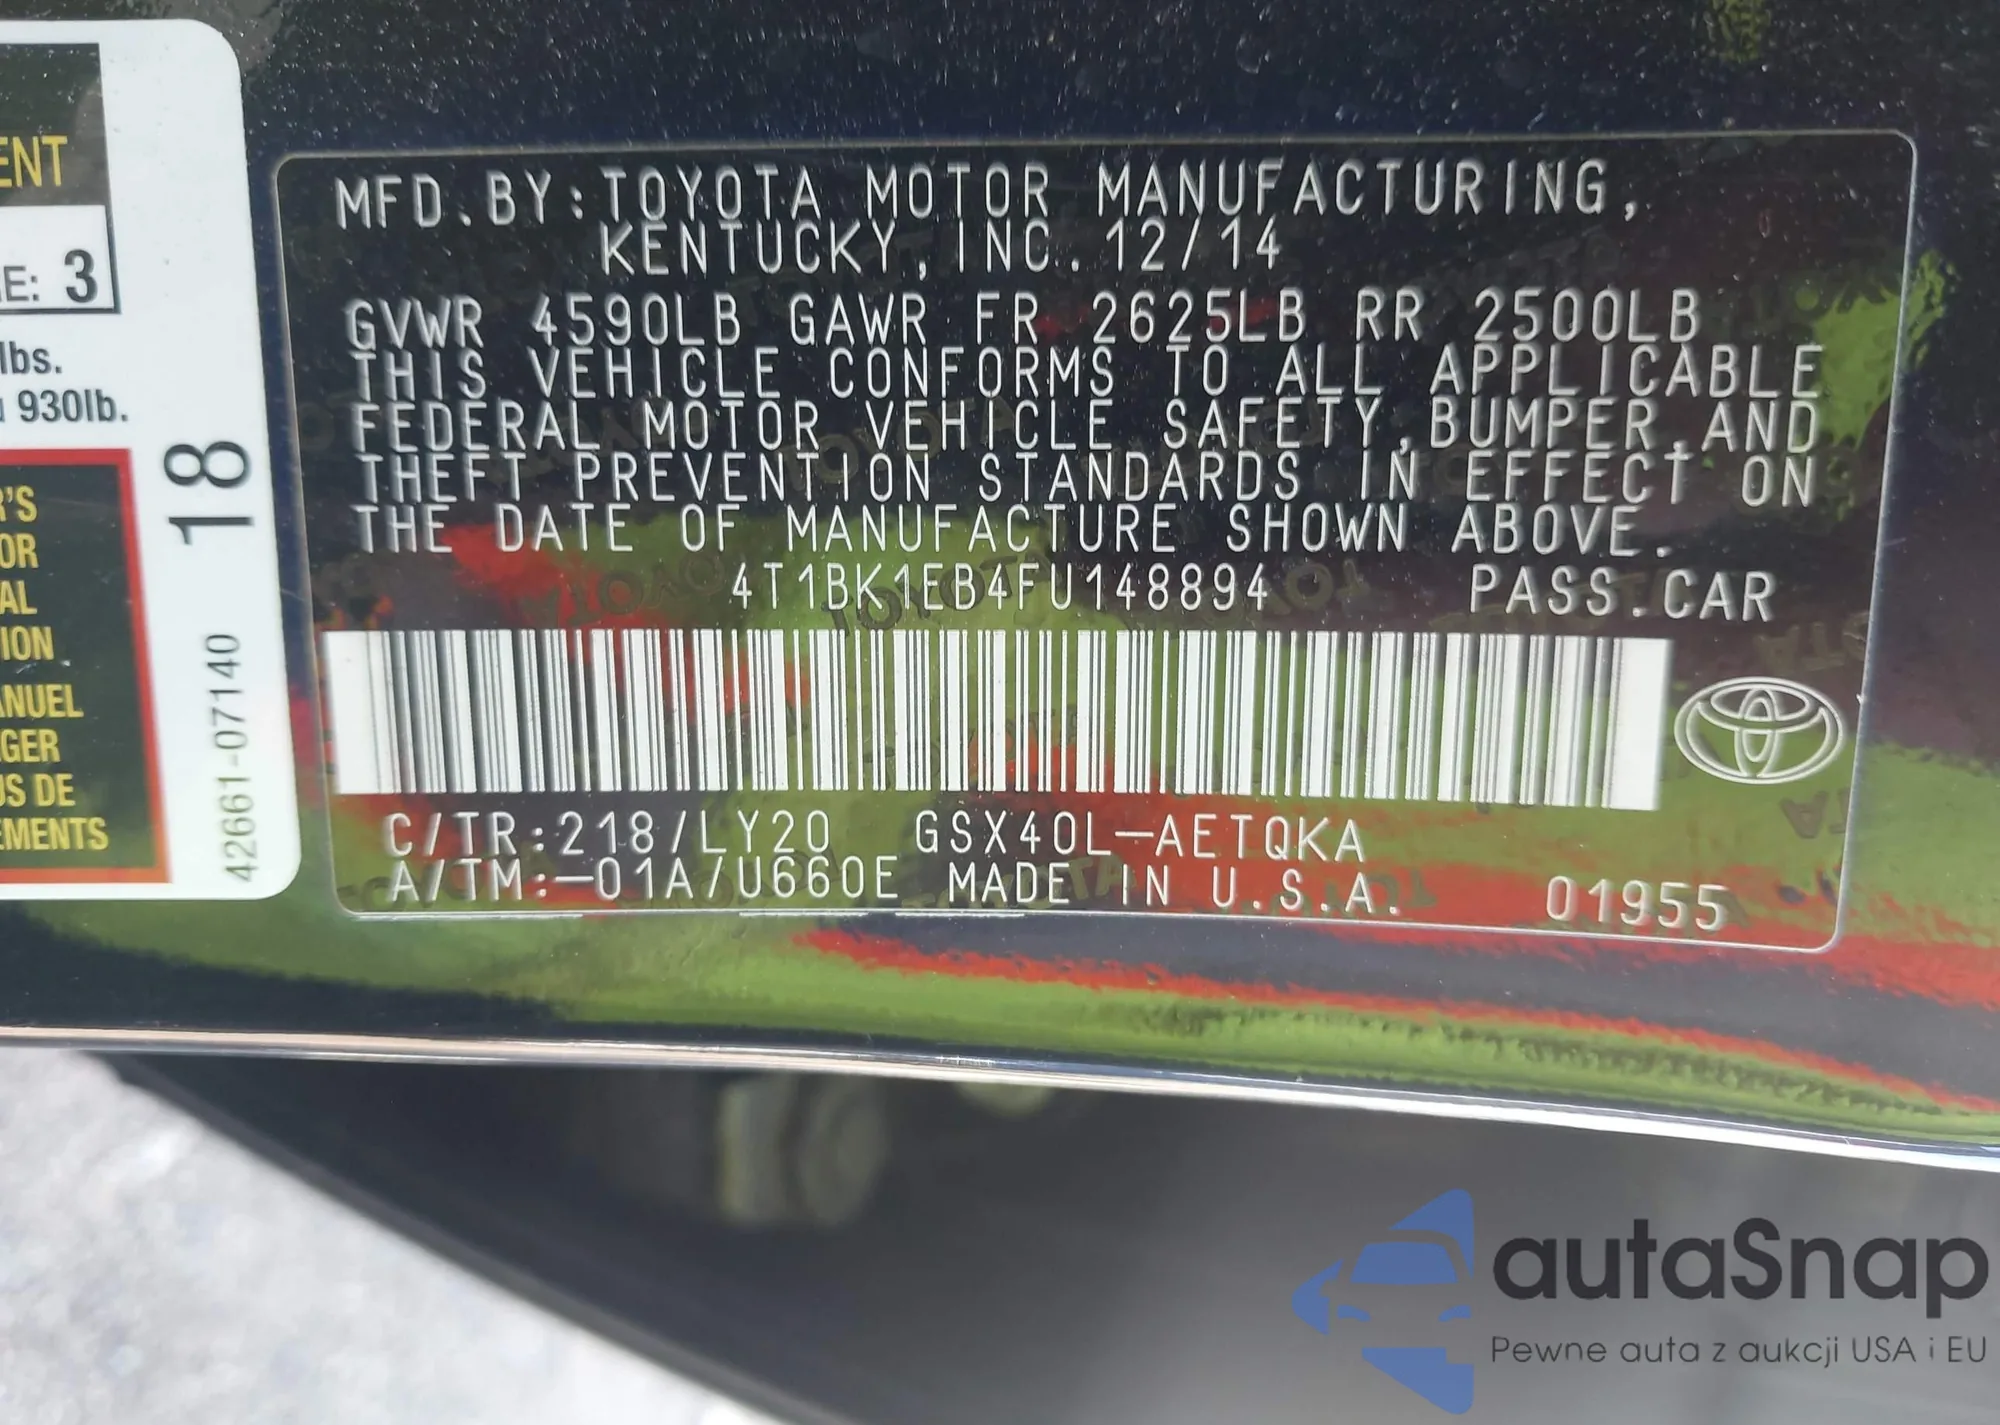 ENT
E: 3
lbs.
930lb.
R'S
OR
AL
ION
ANUEL
GER
US DE
EMENTS
18
42661-07140
MFD.BY:TOYOTA MOTOR MANUFACTURING,
KENTUCKY,INC. 12/14
GVWR 4590LB GAWR FR 2625LB RR 2500LB
THIS VEHICLE CONFORMS TO ALL APPLICABLE
FEDERAL MOTOR VEHICLE SAFETY,BUMPER,AND
THEFT PREVENTION STANDARDS IN EFFECT ON
THE DATE OF MANUFACTURE SHOWN ABOVE.
4T1BK1EB4FU148894 PASS.CAR
C/TR:218/LY20 GSX40L-AETQKA
A/TM:-01A/U660E MADE IN U.S.A. 01955
autaSnap
Pewne auta z aukcji USA i EU